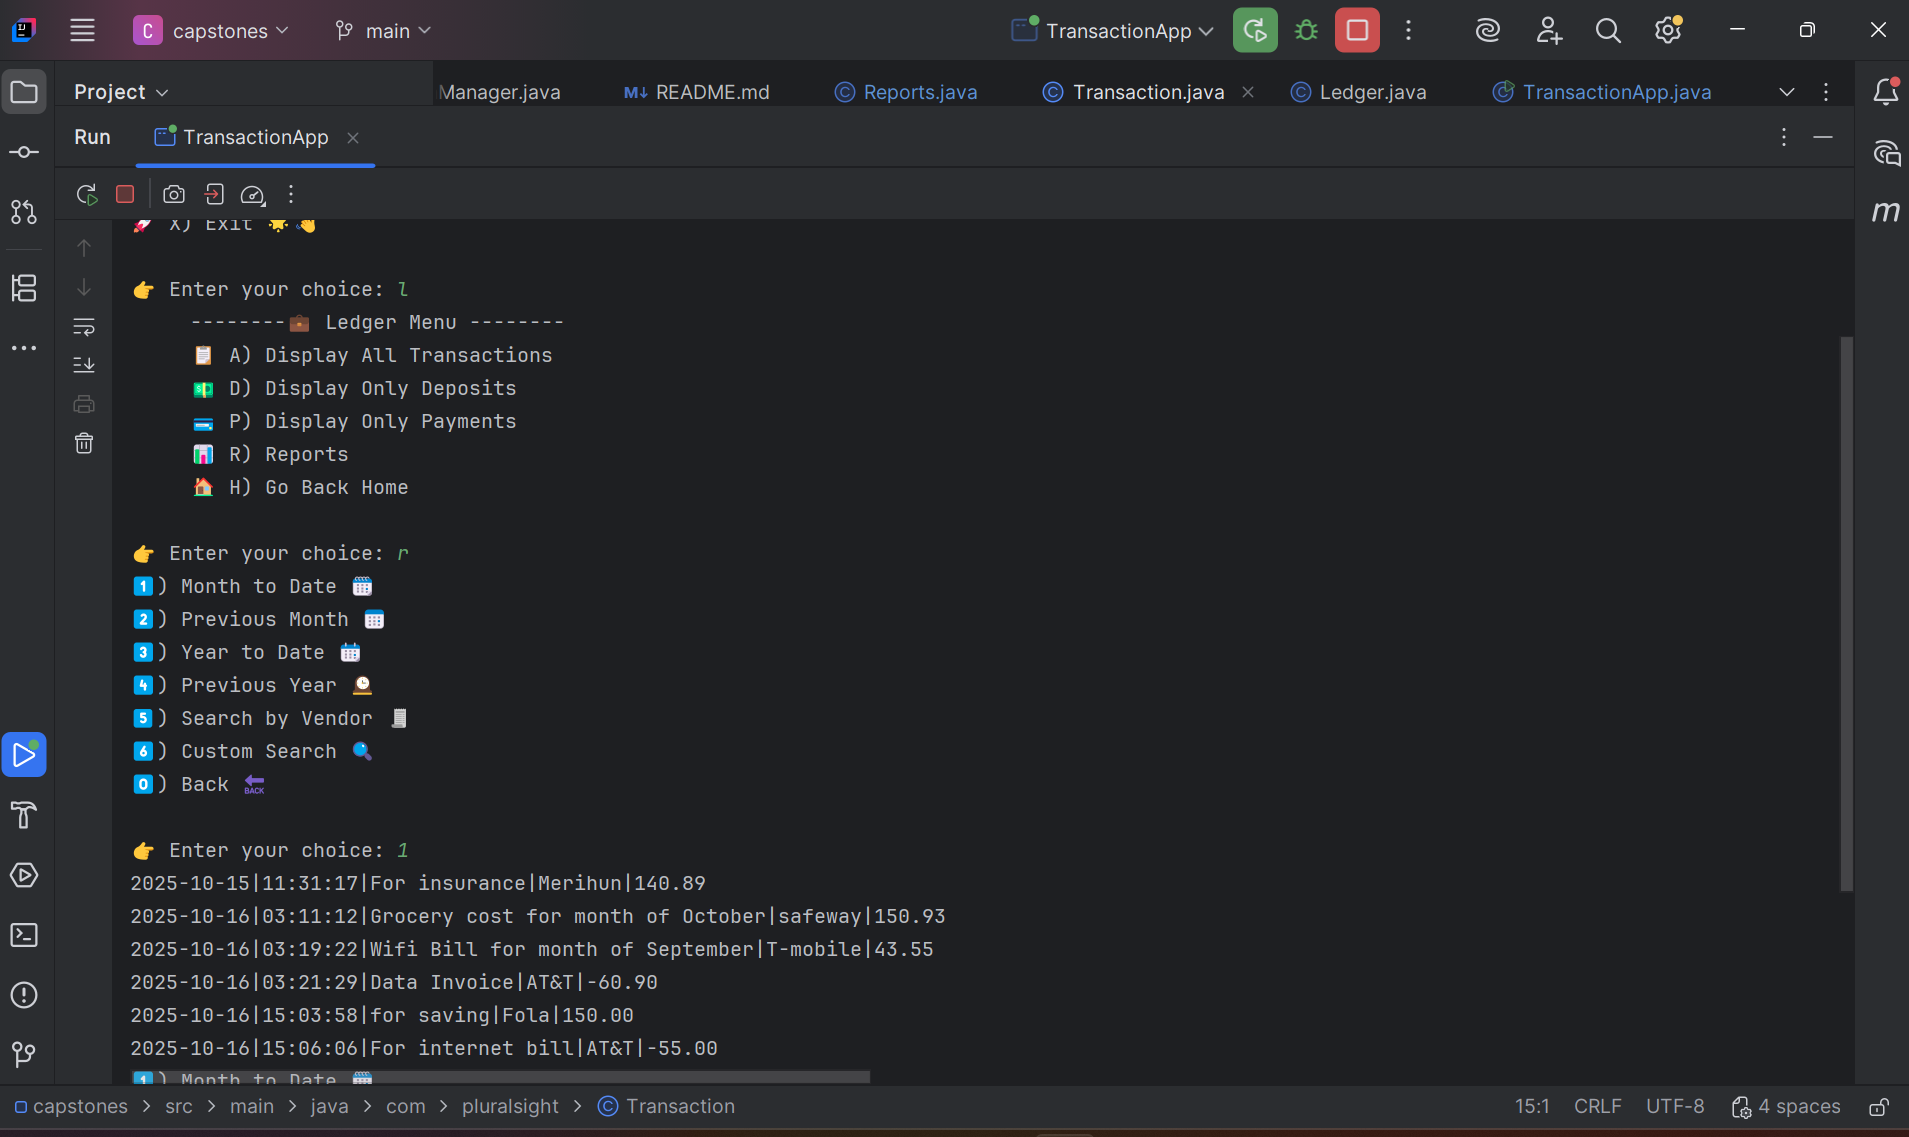 C capstones main TransactionApp
Project Manager.java M↓ README.md Reports.java Transaction.java Ledger.java TransactionApp.java
Run TransactionApp
X) Exit
Enter your choice: l
-------- Ledger Menu --------
A) Display All Transactions
D) Display Only Deposits
P) Display Only Payments
R) Reports
H) Go Back Home
Enter your choice: r
1) Month to Date
2) Previous Month
3) Year to Date
4) Previous Year
5) Search by Vendor
6) Custom Search
0) Back BACK
Enter your choice: 1
2025-10-15|11:31:17|For insurance|Merihun|140.89
2025-10-16|03:11:12|Grocery cost for month of October|safeway|150.93
2025-10-16|03:19:22|Wifi Bill for month of September|T-mobile|43.55
2025-10-16|03:21:29|Data Invoice|AT&T|-60.90
2025-10-16|15:03:58|for saving|Fola|150.00
2025-10-16|15:06:06|For internet bill|AT&T|-55.00
1) Month to Date
capstones > src > main > java > com > pluralsight > Transaction 15:1 CRLF UTF-8 4 spaces